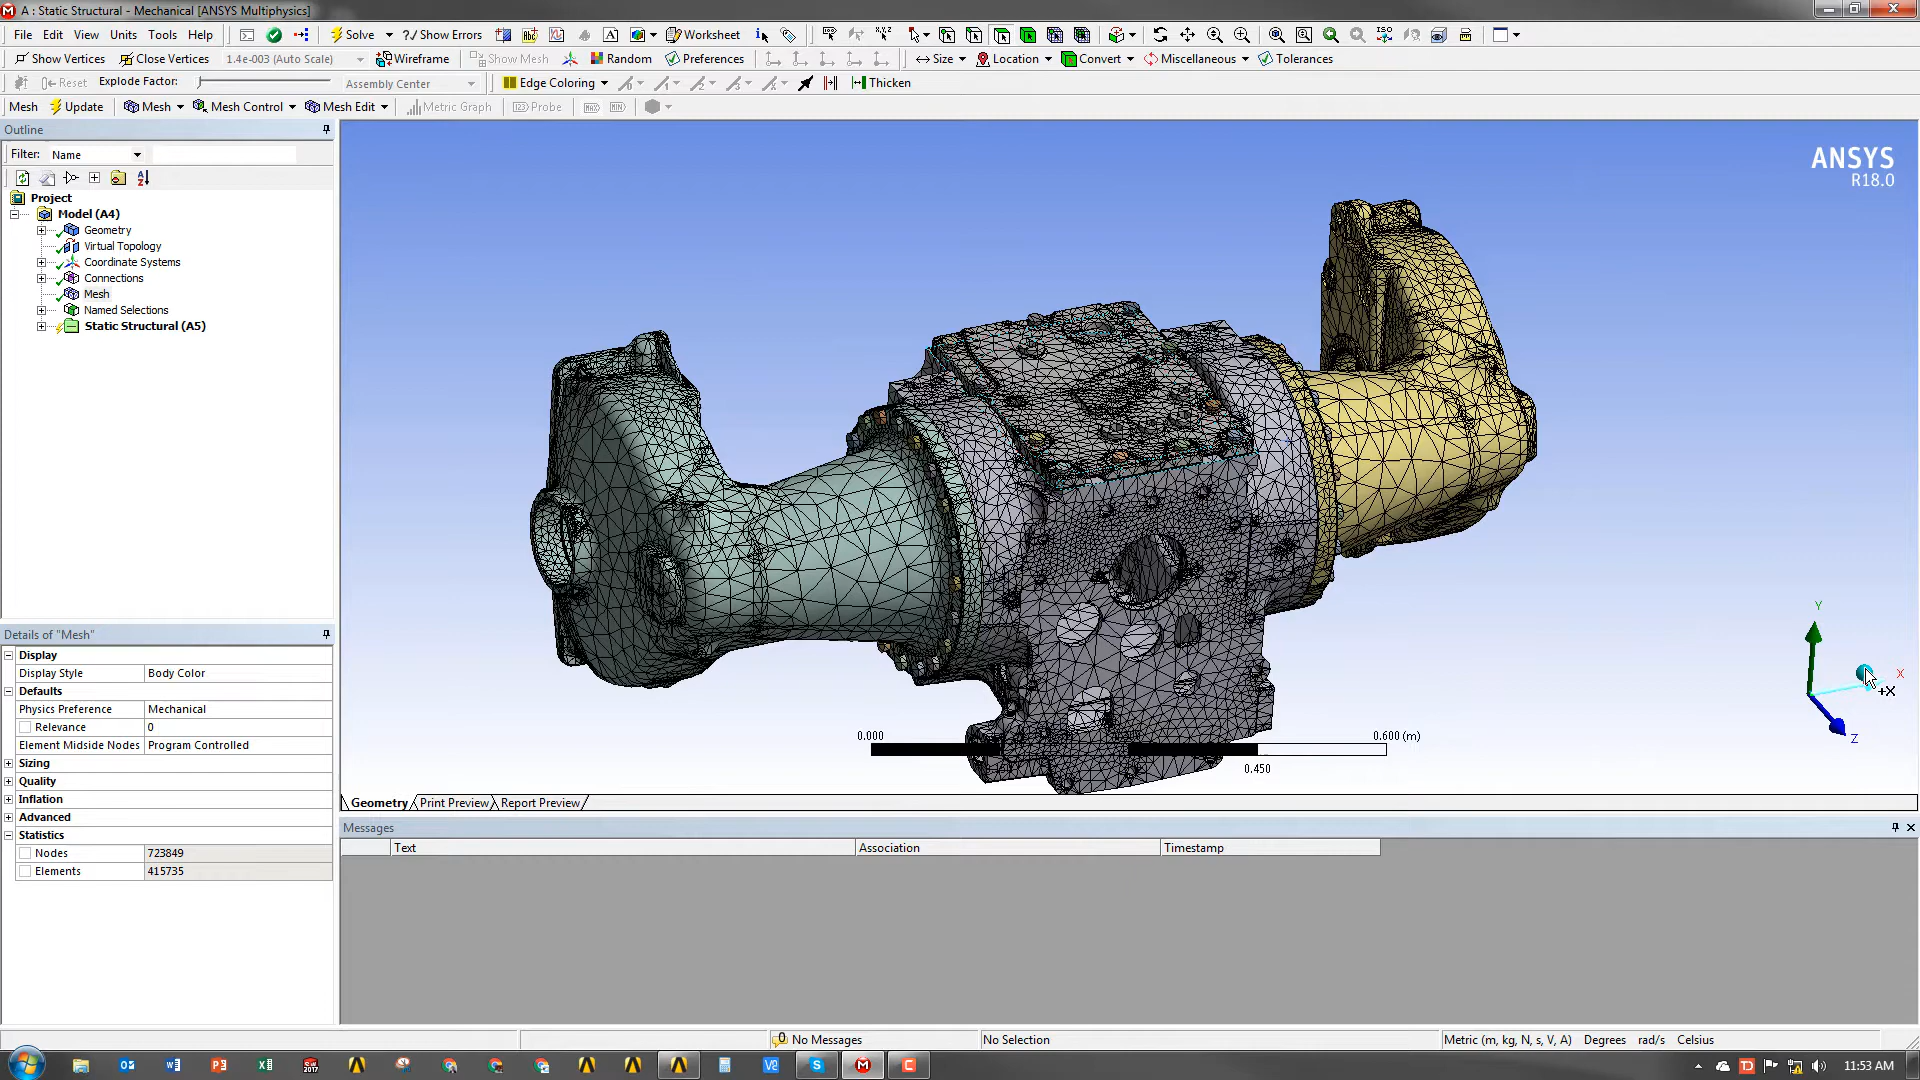 A : Static Structural - Mechanical [ANSYS Multiphysics]
File Edit View Units Tools Help Solve ?/ Show Errors Worksheet
Show Vertices Close Vertices 1.4e-003 (Auto Scale) Wireframe Show Mesh Random Preferences Size Location Convert Miscellaneous Tolerances
Reset Explode Factor: Assembly Center Edge Coloring Thicken
Mesh Update Mesh Mesh Control Mesh Edit Metric Graph Probe
Outline
Filter: Name
Project
Model (A4)
Geometry
Virtual Topology
Coordinate Systems
Connections
Mesh
Named Selections
Static Structural (A5)
ANSYS
R18.0
Details of "Mesh"
Display
Display Style Body Color
Defaults
Physics Preference Mechanical
Relevance 0
Element Midside Nodes Program Controlled
Sizing
Quality
Inflation
Advanced
Statistics
Nodes 723849
Elements 415735
Y
X
+X
Z
0.000 0.600 (m)
0.450
Geometry Print Preview Report Preview
Messages
Text Association Timestamp
No Messages No Selection Metric (m, kg, N, s, V, A) Degrees rad/s Celsius
11:53 AM